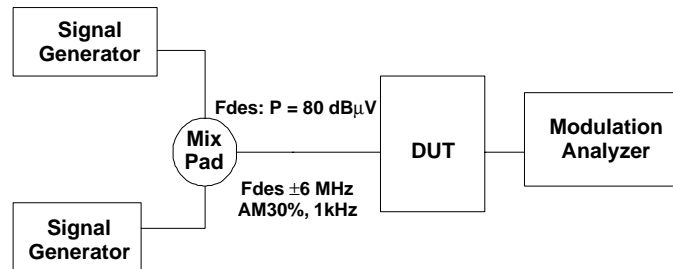 Signal
Generator
Fdes: P = 80 dBμV
Mix
Pad
DUT
Modulation
Analyzer
Fdes ±6 MHz
AM30%, 1kHz
Signal
Generator